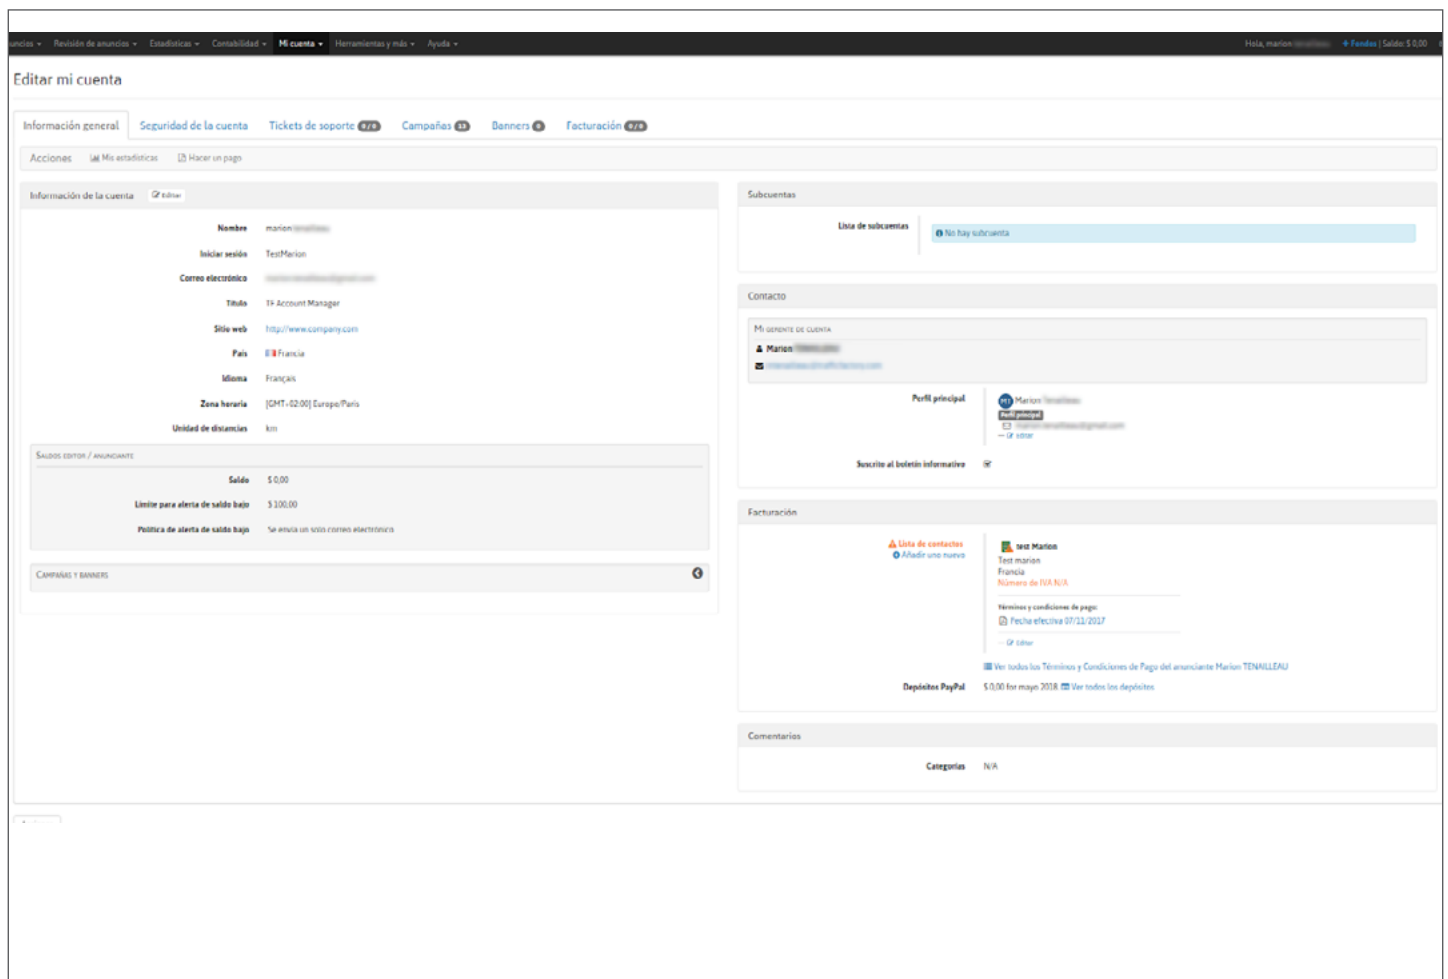 Revisión de anuncios Estadísticas Contabilidad Mi cuenta Herramientas y más Ayuda Hola, marion + Fondos | Saldo: $ 0,00
Editar mi cuenta
Información general Seguridad de la cuenta Tickets de soporte 0 / 0 Campañas 13 Banners 0 Facturación 0 / 0
Acciones Mis estadísticas Hacer un pago
Información de la cuenta Editar
Nombre marion
Iniciar sesión TestMarion
Correo electrónico
Título TF Account Manager
Sitio web http://www.company.com
País Francia
Idioma Français
Zona horaria [GMT+02:00] Europe/Paris
Unidad de distancias km
SALDOS EDITOR / ANUNCIANTE
Saldo $ 0,00
Límite para alerta de saldo bajo $ 100,00
Política de alerta de saldo bajo Se envía un solo correo electrónico
CAMPAÑAS Y BANNERS
Subcuentas
Lista de subcuentas No hay subcuenta
Contacto
MI GERENTE DE CUENTA
Marion
Perfil principal MT Marion
Perfil principal
Editar
Suscrito al boletín informativo
Facturación
Lista de contactos
Añadir uno nuevo
test Marion
Test marion
Francia
Número de IVA N/A
Términos y condiciones de pago:
Fecha efectiva 07/11/2017
Editar
Ver todos los Términos y Condiciones de Pago del anunciante Marion TENAILLEAU
Depósitos PayPal $ 0,00 for mayo 2018. Ver todos los depósitos
Comentarios
Categorías N/A